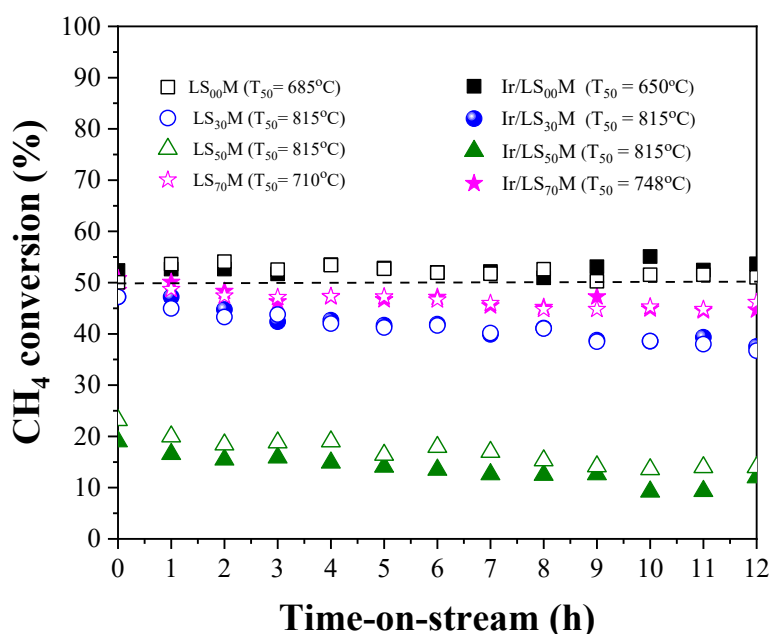 100
90
80
70
60
50
40
30
20
10
0
CH₄ conversion (%)
LS₀₀M (T₅₀= 685°C)
LS₃₀M (T₅₀= 815°C)
LS₅₀M (T₅₀= 815°C)
LS₇₀M (T₅₀= 710°C)
Ir/LS₀₀M (T₅₀= 650°C)
Ir/LS₃₀M (T₅₀= 815°C)
Ir/LS₅₀M (T₅₀= 815°C)
Ir/LS₇₀M (T₅₀= 748°C)
0 1 2 3 4 5 6 7 8 9 10 11 12
Time-on-stream (h)